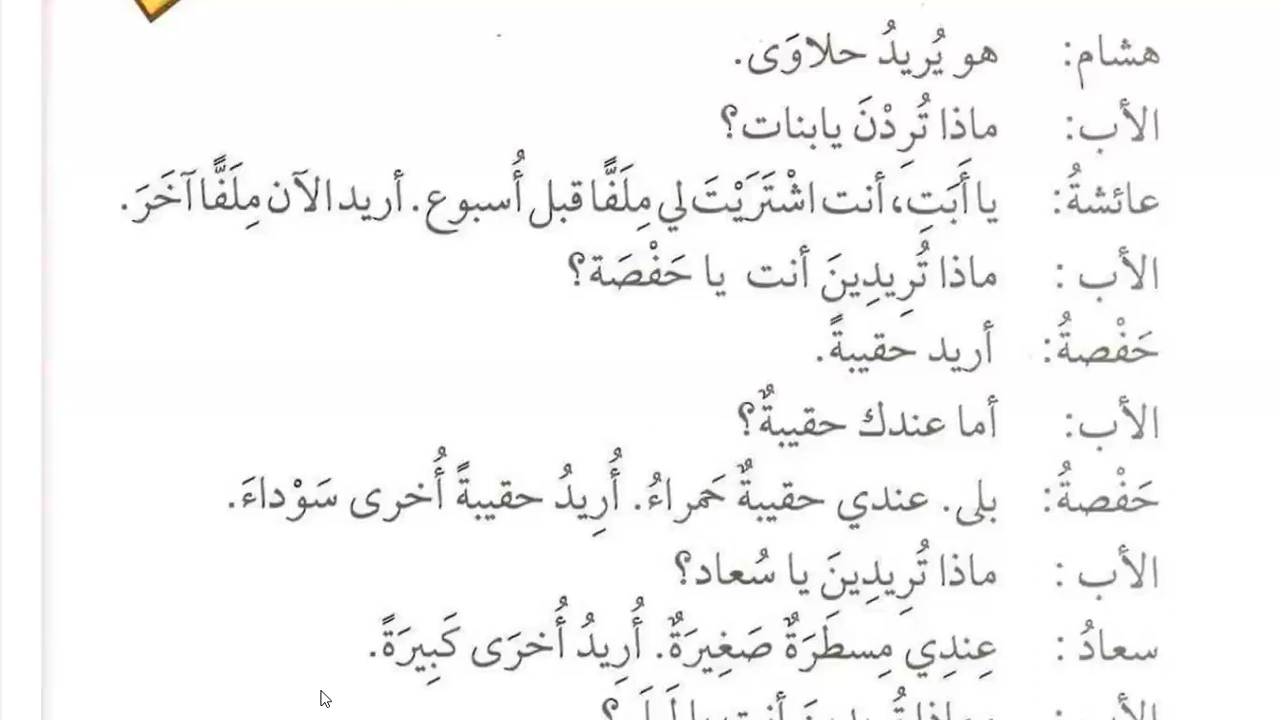 هشام: هو يُريدُ حلاوَى.
الأب: ماذا تُرِدْنَ يابنات؟
عائشةُ: يا أَبَتِ، أنت اشْتَرَيْتَ لي مِلَفًّا قبل أُسبوع. أريد الآن مِلَفًّا آخَرَ.
الأب : ماذا تُرِيدِينَ أنت يا حَفْصَة؟
حَفْصةُ: أريد حقيبةً.
الأب: أما عندك حقيبةٌ؟
حَفْصةُ: بلى. عندي حقيبةٌ حَمراءُ. أُرِيدُ حقيبةً أُخرى سَوْداءَ.
الأب : ماذا تُرِيدِينَ يا سُعاد؟
سعادُ : عِندِي مِسطَرَةٌ صَغِيرَةٌ. أُرِيدُ أُخرَى كَبِيرَةً.